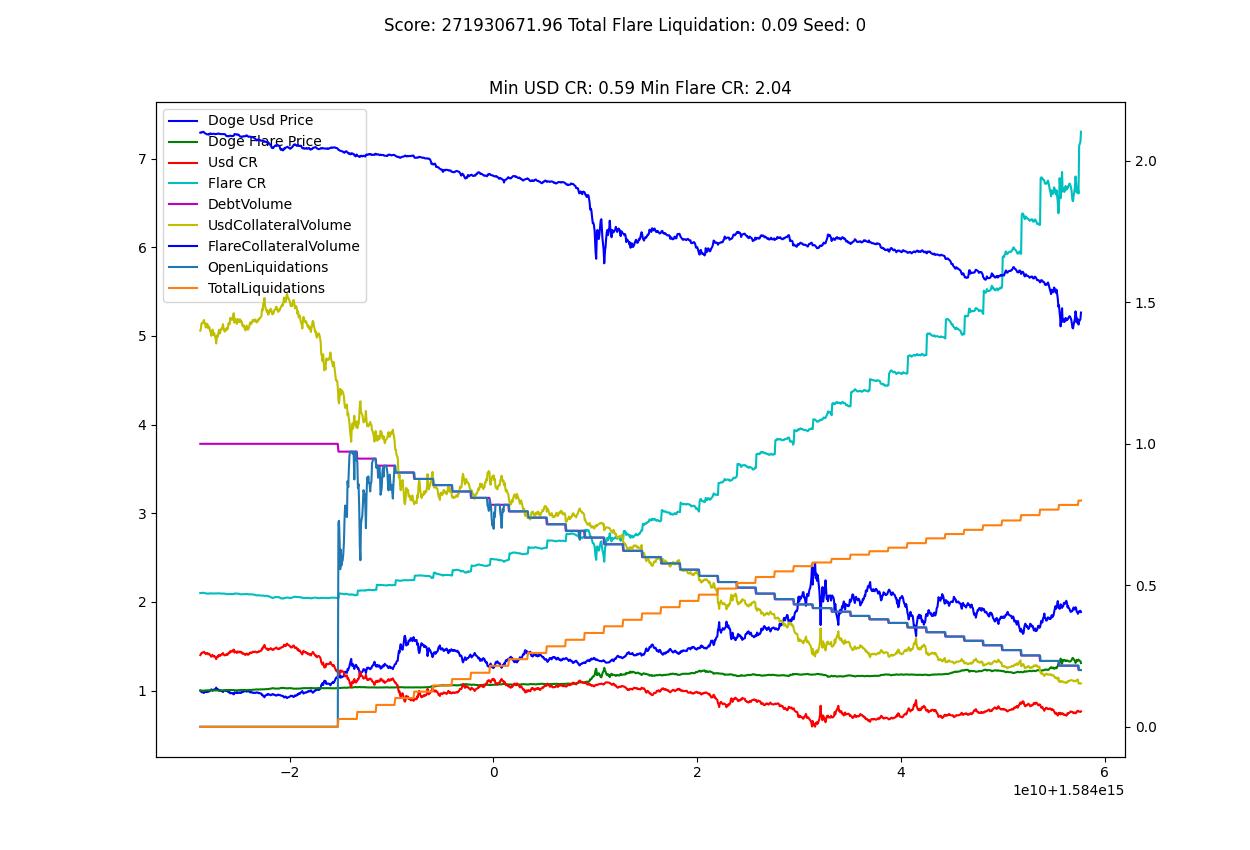 Score: 271930671.96 Total Flare Liquidation: 0.09 Seed: 0
Min USD CR: 0.59 Min Flare CR: 2.04
Doge Usd Price
Doge Flare Price
Usd CR
Flare CR
DebtVolume
UsdCollateralVolume
FlareCollateralVolume
OpenLiquidations
TotalLiquidations
7
6
5
4
3
2
1
2.0
1.5
1.0
0.5
0.0
−2
0
2
4
6
1e10+1.584e15